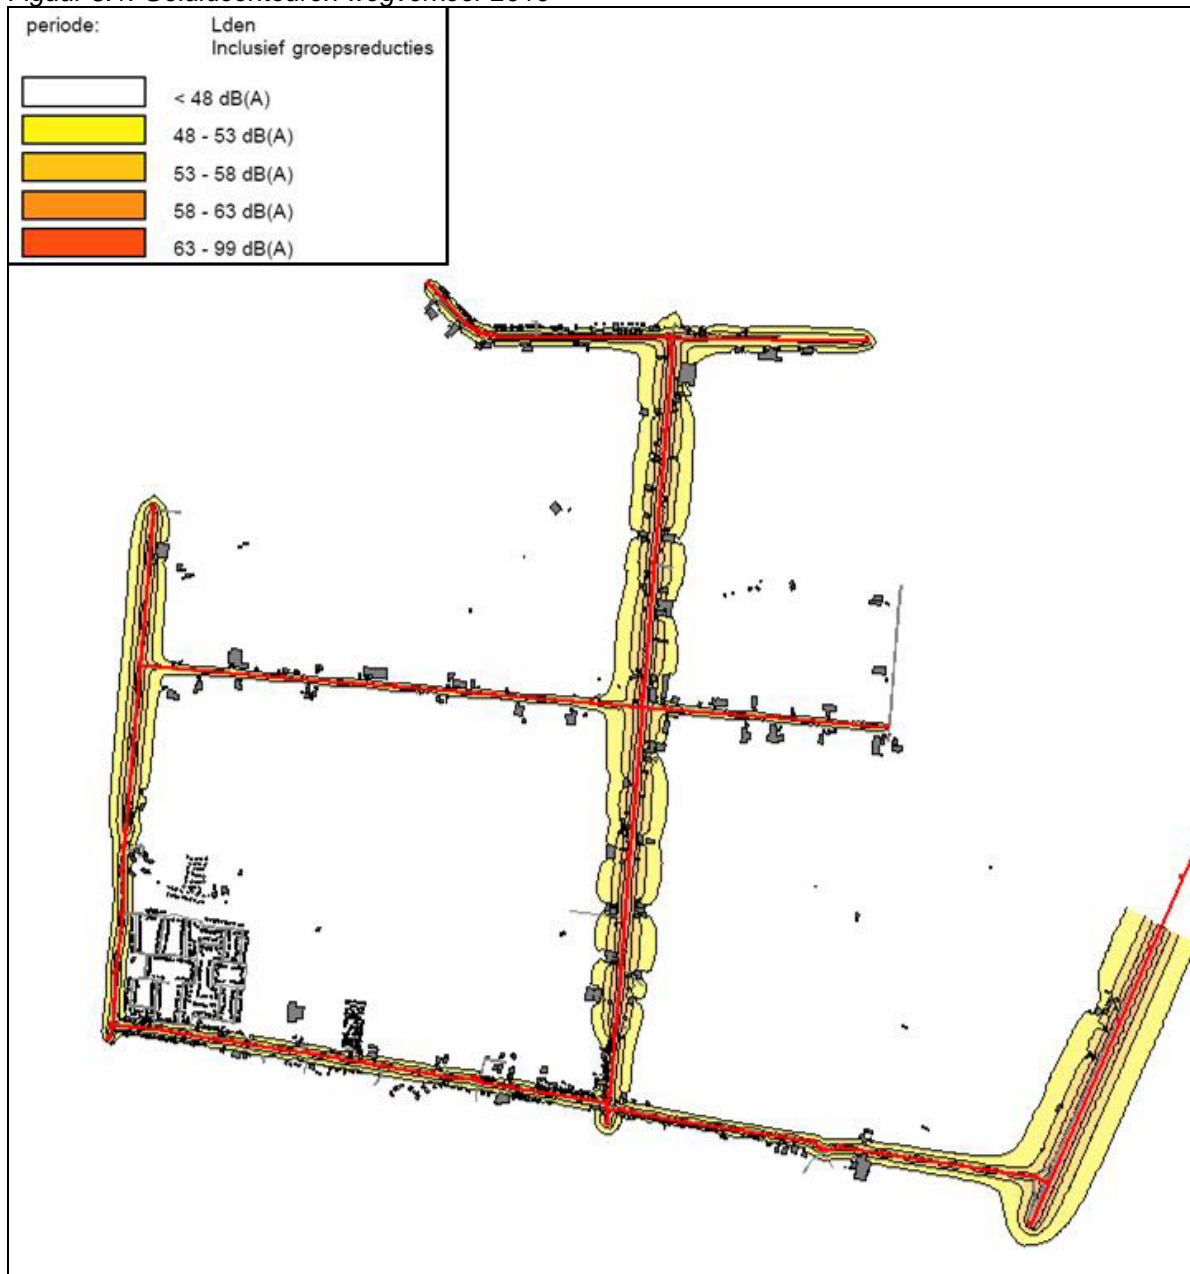 periode: Lden
Inclusief groepsreducties
< 48 dB(A)
48 - 53 dB(A)
53 - 58 dB(A)
58 - 63 dB(A)
63 - 99 dB(A)